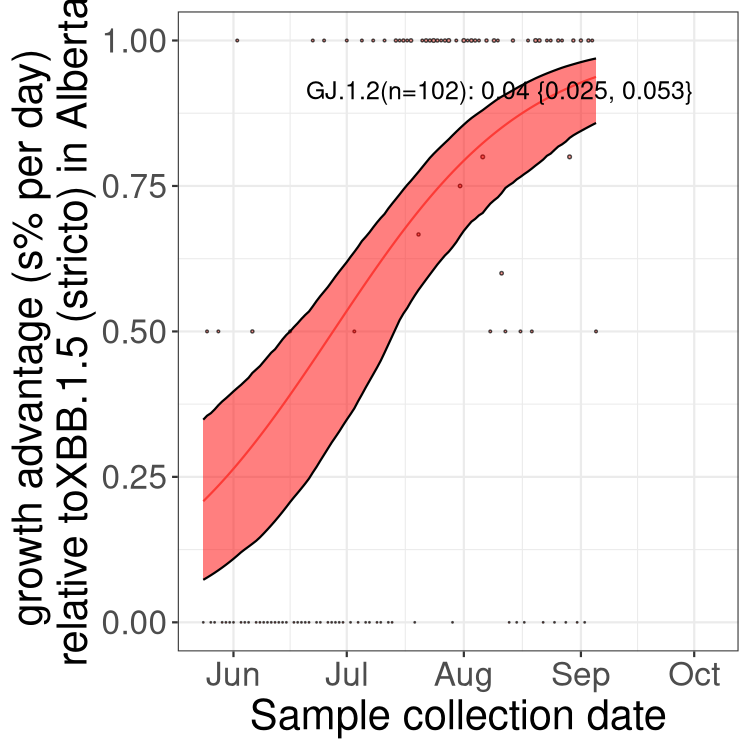 growth advantage (s% per day)
relative toXBB.1.5 (stricto) in Alberta
1.00
0.75
0.50
0.25
0.00
GJ.1.2(n=102): 0.04 {0.025, 0.053}
Jun Jul Aug Sep Oct
Sample collection date